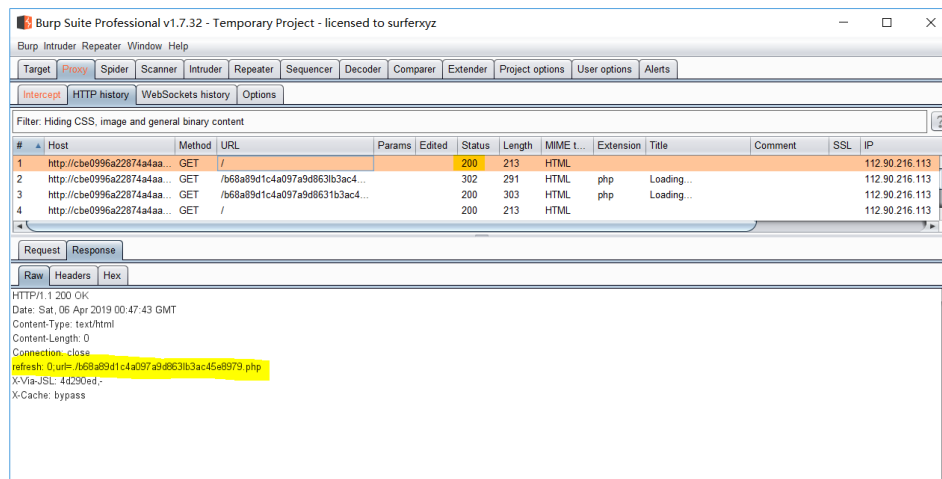 Burp Suite Professional v1.7.32 - Temporary Project - licensed to surferxyz
Burp Intruder Repeater Window Help
Target Proxy Spider Scanner Intruder Repeater Sequencer Decoder Comparer Extender Project options User options Alerts
Intercept HTTP history WebSockets history Options
Filter: Hiding CSS, image and general binary content
# Host Method URL Params Edited Status Length MIME t... Extension Title Comment SSL IP
1 http://cbe0996a22874a4aa... GET / 200 213 HTML 112.90.216.113
2 http://cbe0996a22874a4aa... GET /b68a89d1c4a097a9d863lb3ac4... 302 291 HTML php Loading... 112.90.216.113
3 http://cbe0996a22874a4aa... GET /b68a89d1c4a097a9d8631b3ac4... 200 303 HTML php Loading... 112.90.216.113
4 http://cbe0996a22874a4aa... GET / 200 213 HTML 112.90.216.113
Request Response
Raw Headers Hex
HTTP/1.1 200 OK
Date: Sat, 06 Apr 2019 00:47:43 GMT
Content-Type: text/html
Content-Length: 0
Connection: close
refresh: 0;url=./b68a89d1c4a097a9d863lb3ac45e8979.php
X-Via-JSL: 4d290ed,-
X-Cache: bypass